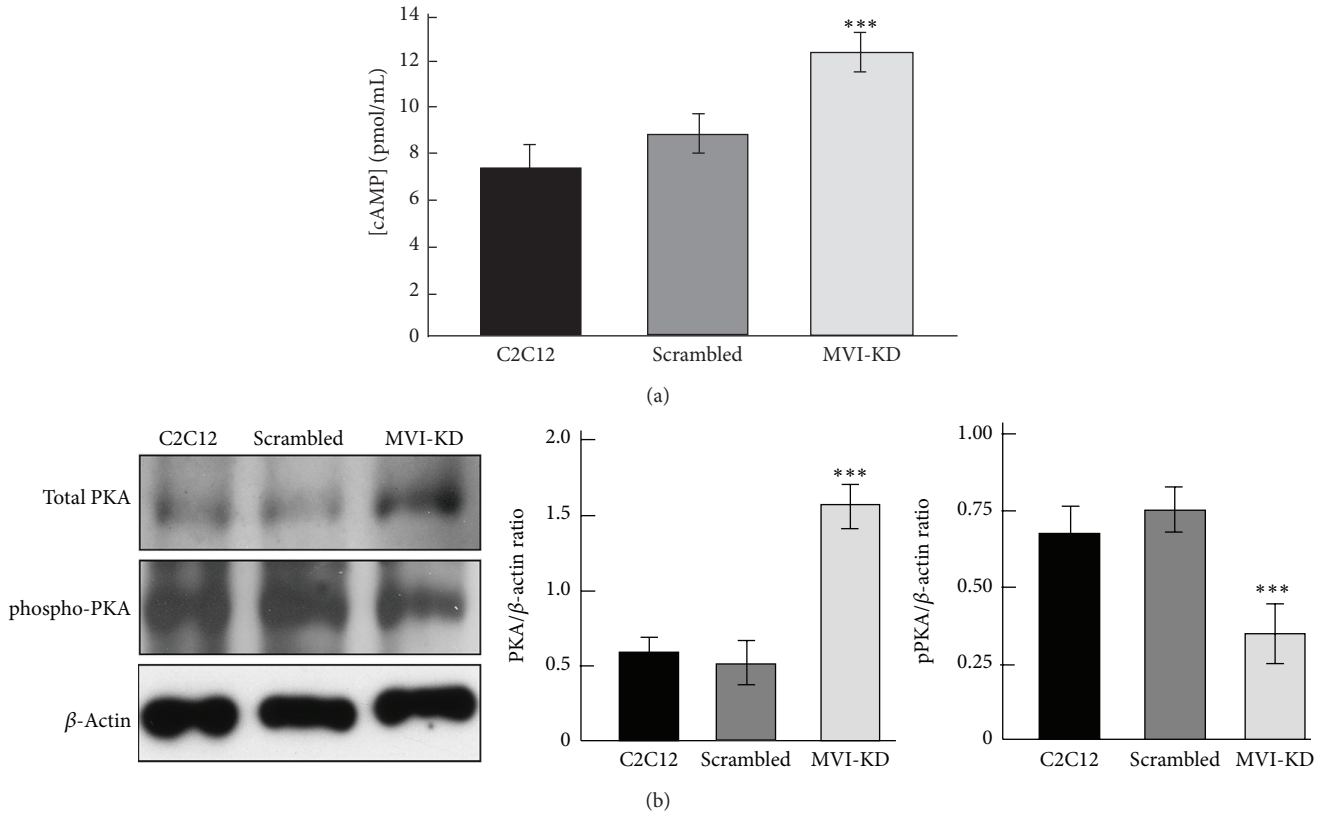 14
12
10
8
6
4
2
0
[cAMP] (pmol/mL)
***
C2C12 Scrambled MVI-KD
(a)
C2C12 Scrambled MVI-KD
Total PKA
phospho-PKA
β-Actin
2.0
1.5
1.0
0.5
0
PKA/β-actin ratio
***
C2C12 Scrambled MVI-KD
1.00
0.75
0.50
0.25
0
pPKA/β-actin ratio
***
C2C12 Scrambled MVI-KD
(b)